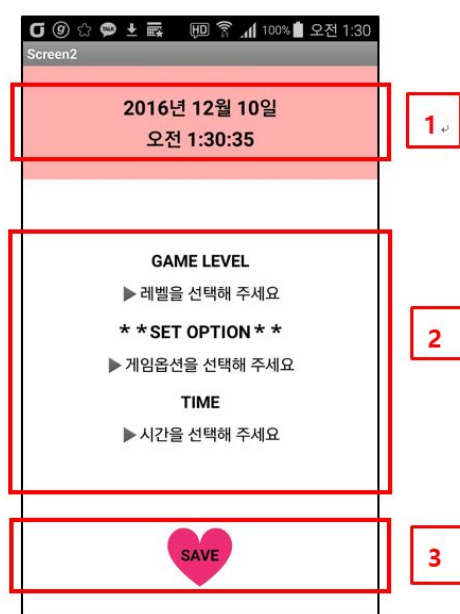 HD 100% 오전 1:30
Screen2
2016년 12월 10일
오전 1:30:35
1
GAME LEVEL
▶레벨을 선택해 주세요
* *SET OPTION* *
▶게임옵션을 선택해 주세요
2
TIME
▶시간을 선택해 주세요
SAVE
3